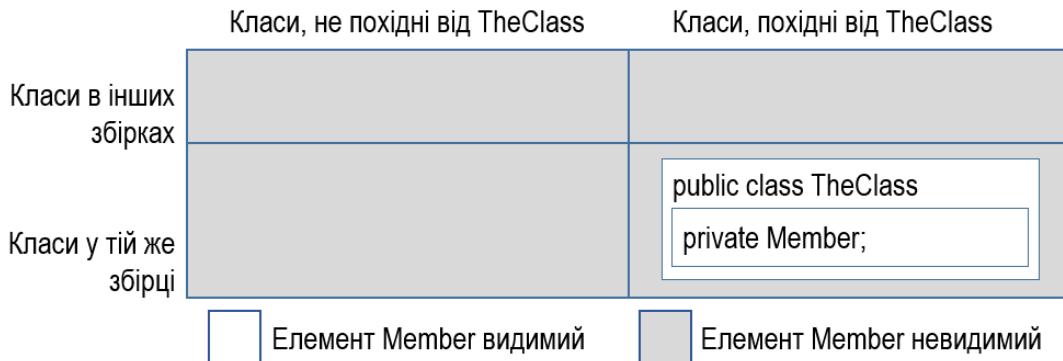 Класи, не похідні від TheClass
Класи, похідні від TheClass
Класи в інших
збірках
Класи у тій же
збірці
public class TheClass
private Member;
Елемент Member видимий
Елемент Member невидимий